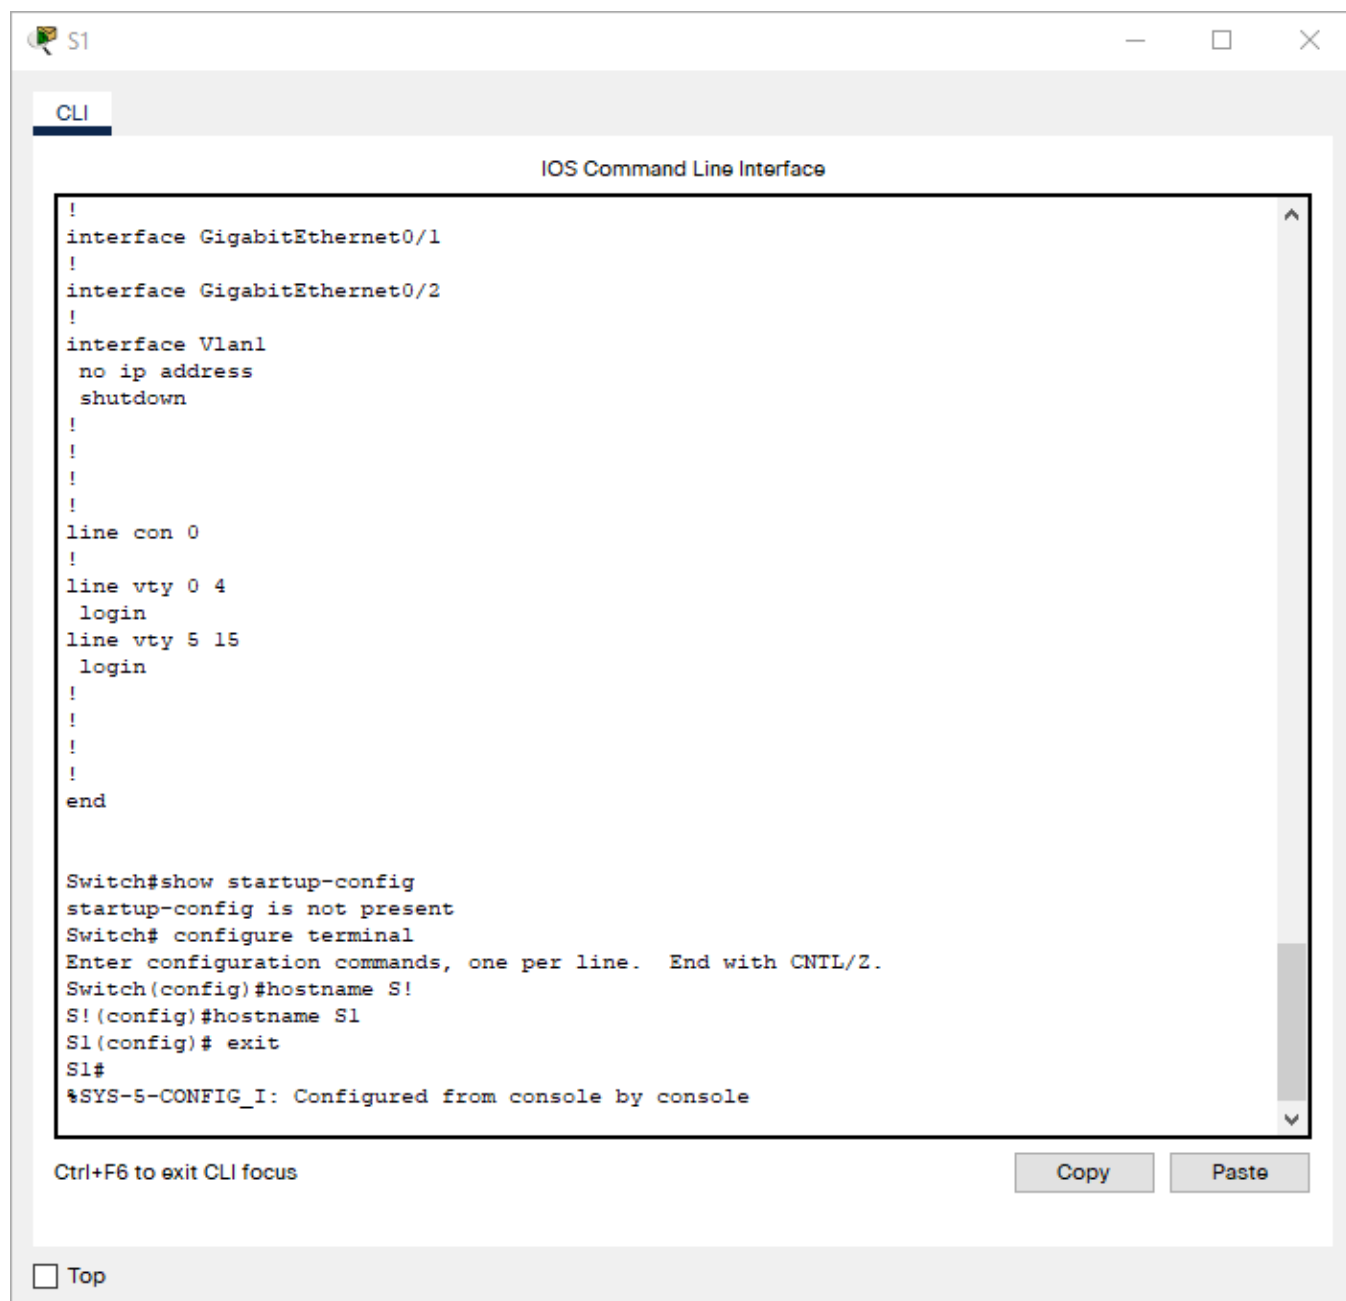 S1
CLI
IOS Command Line Interface
!
interface GigabitEthernet0/1
!
interface GigabitEthernet0/2
!
interface Vlan1
 no ip address
 shutdown
!
!
!
!
line con 0
!
line vty 0 4
 login
line vty 5 15
 login
!
!
!
!
end
Switch#show startup-config
startup-config is not present
Switch# configure terminal
Enter configuration commands, one per line.  End with CNTL/Z.
Switch(config)#hostname S!
S!(config)#hostname S1
S1(config)# exit
S1#
%SYS-5-CONFIG_I: Configured from console by console
Ctrl+F6 to exit CLI focus
Copy
Paste
Top